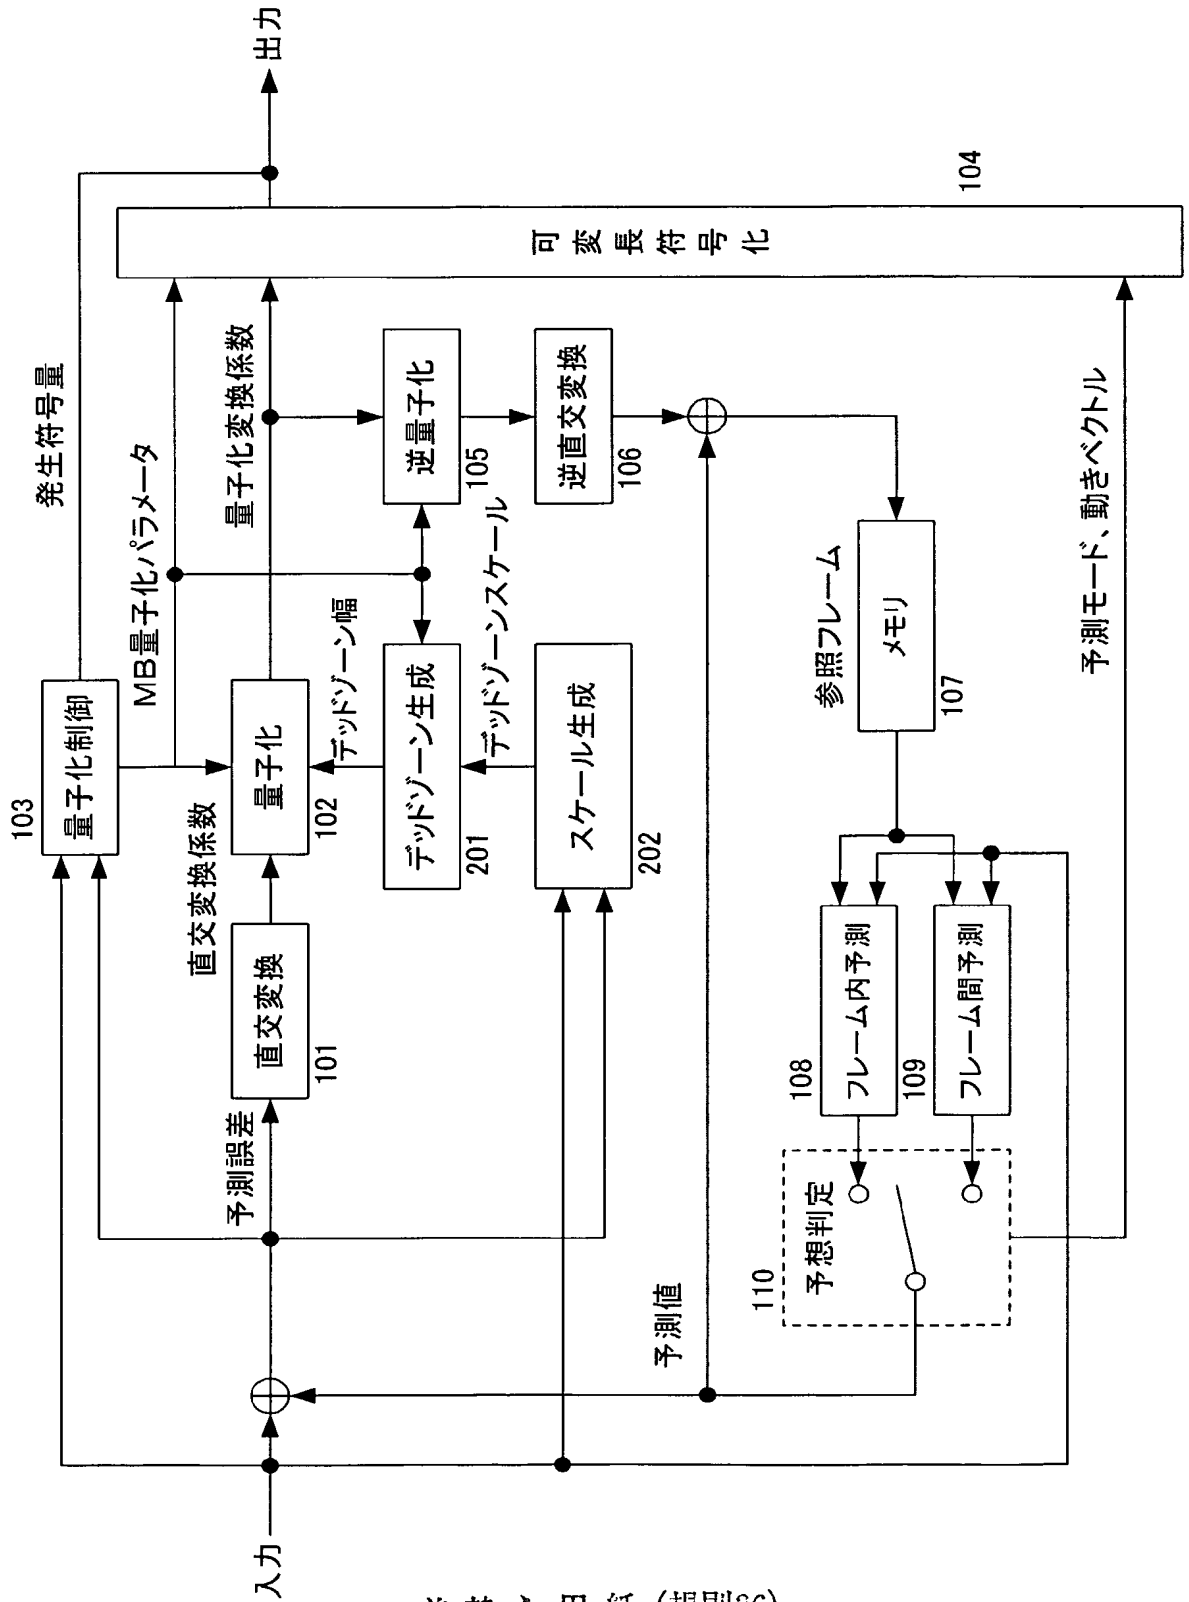 入力
出力
発生符号量
103
量子化制御
MB量子化パラメータ
予測誤差
直交変換
101
直交変換係数
量子化
102
量子化変換係数
可変長符号化
104
デッドゾーン幅
デッドゾーン生成
201
逆量子化
105
デッドゾーンスケール
スケール生成
202
逆直交変換
106
予測値
参照フレーム
メモリ
107
110
予想判定
108
フレーム内予測
109
フレーム間予測
予測モード、動きベクトル